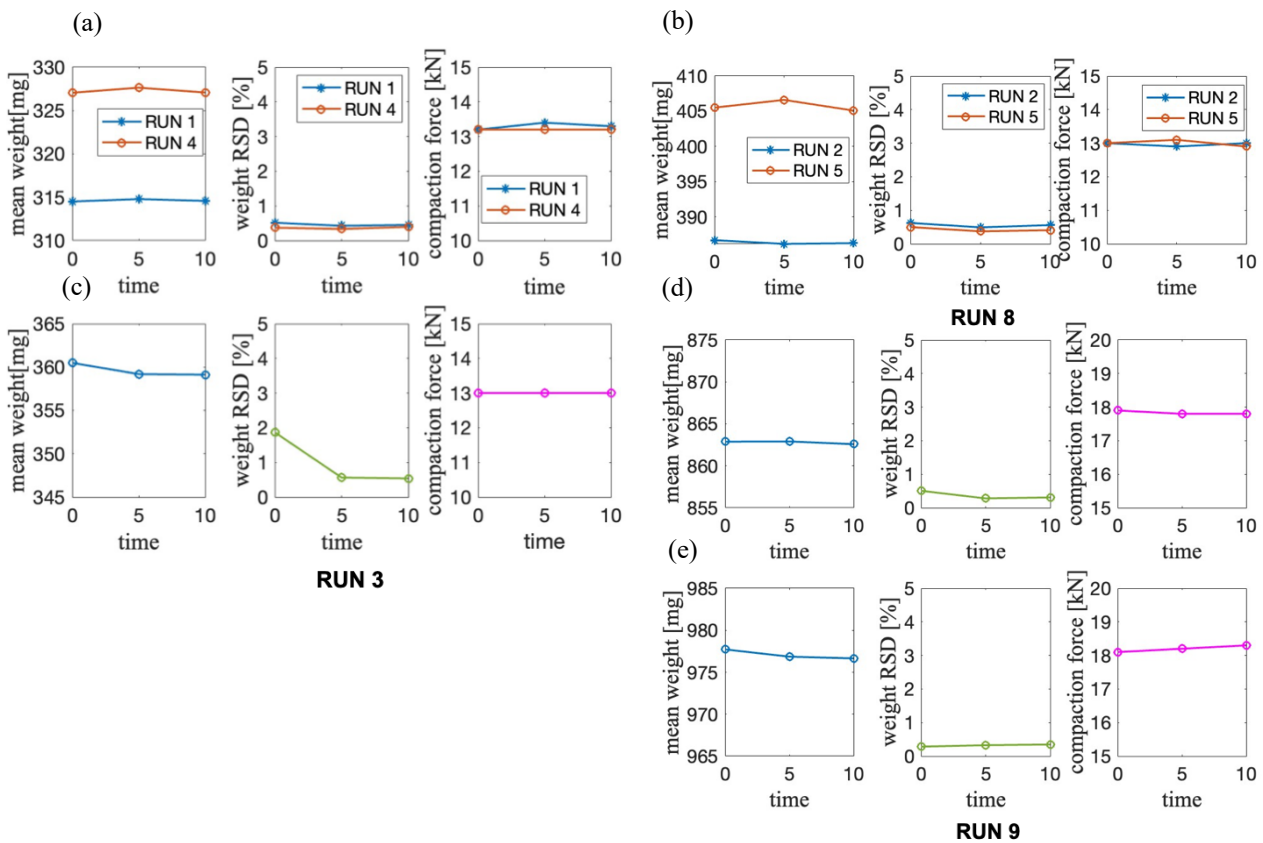 (a)
mean weight[mg]
330
325
320
315
310
0 5 10
time
RUN 1
RUN 4
weight RSD [%]
5
4
3
2
1
0
0 5 10
time
RUN 1
RUN 4
compaction force [kN]
15
14
13
12
11
10
0 5 10
time
RUN 1
RUN 4
(b)
mean weight[mg]
410
405
400
395
390
385
0 5 10
time
RUN 2
RUN 5
weight RSD [%]
5
4
3
2
1
0
0 5 10
time
RUN 2
RUN 5
compaction force [kN]
15
14
13
12
11
10
0 5 10
time
RUN 2
RUN 5
(c)
mean weight[mg]
365
360
355
350
345
0 5 10
time
weight RSD [%]
5
4
3
2
1
0
0 5 10
time
compaction force [kN]
15
14
13
12
11
10
0 5 10
time
RUN 3
(d)
RUN 8
mean weight[mg]
875
870
865
860
855
0 5 10
time
weight RSD [%]
5
4
3
2
1
0
0 5 10
time
compaction force [kN]
20
19
18
17
16
15
0 5 10
time
(e)
mean weight [mg]
985
980
975
970
965
0 5 10
time
weight RSD [%]
5
4
3
2
1
0
0 5 10
time
compaction force [kN]
20
19
18
17
16
15
0 5 10
time
RUN 9